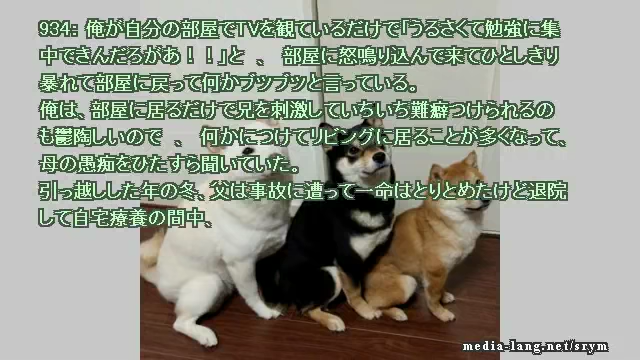 934: 俺が自分の部屋でTVを観ているだけで「うるさくて勉強に集
中できんだろがあ！！」と 、 部屋に怒鳴り込んで来てひとしきり
暴れて部屋に戻って何かブツブツと言っている。
俺は、部屋に居るだけで兄を刺激していちいち難癖つけられるの
も鬱陶しいので 、 何かにつけてリビングに居ることが多くなって、
母の愚痴をひたすら聞いていた。
引っ越しした年の冬、父は事故に遭って一命はとりとめたけど退院
して自宅療養の間中、
media-lang.net/srym